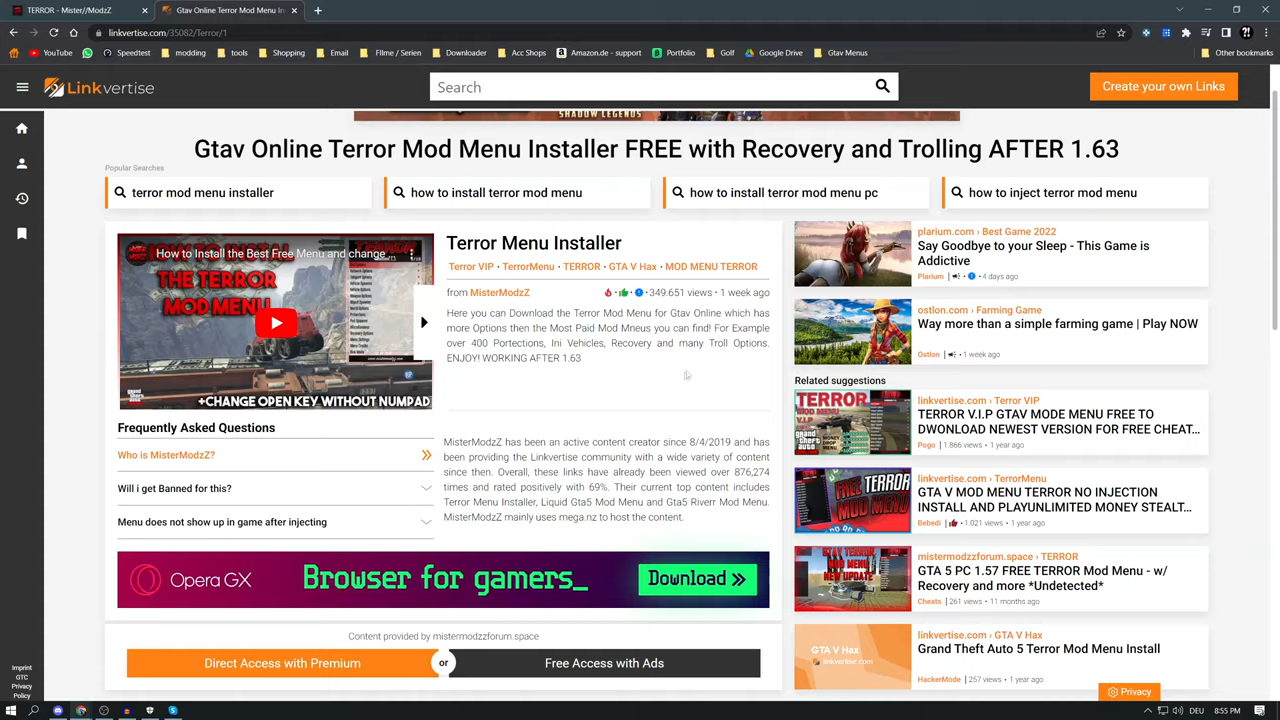 TERROR - Mister//ModzZ
Gtav Online Terror Mod Menu In
linkvertise.com/35082/Terror/1
YouTube
Speedtest
modding
tools
Shopping
Email
FIlme / Serien
Downloader
Acc Shops
Amazon.de - support
Portfolio
Golf
Google Drive
Gtav Menus
Other bookmarks
Linkvertise
Search
Create your own Links
SHADOW LEGENDS
Gtav Online Terror Mod Menu Installer FREE with Recovery and Trolling AFTER 1.63
Popular Searches
terror mod menu installer
how to install terror mod menu
how to install terror mod menu pc
how to inject terror mod menu
How to Install the Best Free Menu and change...
THE TERROR
MOD MENU
+CHANGE OPEN KEY WITHOUT NUMPAD
Terror Menu Installer
Terror VIP · TerrorMenu · TERROR · GTA V Hax · MOD MENU TERROR
from MisterModzZ
349.651 views • 1 week ago
Here you can Download the Terror Mod Menu for Gtav Online which has
more Options then the Most Paid Mod Mneus you can find! For Example
over 400 Portections, Ini Vehicles, Recovery and many Troll Options.
ENJOY! WORKING AFTER 1.63
Frequently Asked Questions
Who is MisterModzZ?
Will i get Banned for this?
Menu does not show up in game after injecting
MisterModzZ has been an active content creator since 8/4/2019 and has
been providing the Linkvertise community with a wide variety of content
since then. Overall, these links have already been viewed over 876,274
times and rated positively with 69%. Their current top content includes
Terror Menu Installer, Liquid Gta5 Mod Menu and Gta5 Riverr Mod Menu.
MisterModzZ mainly uses mega.nz to host the content.
Opera GX
Browser for gamers_
Download »
Content provided by mistermodzzforum.space
Direct Access with Premium
or
Free Access with Ads
plarium.com › Best Game 2022
Say Goodbye to your Sleep - This Game is
Addictive
Plarium
4 days ago
ostlon.com › Farming Game
Way more than a simple farming game | Play NOW
Ostlon
1 week ago
Related suggestions
linkvertise.com › Terror VIP
TERROR V.I.P GTAV MODE MENU FREE TO
DWONLOAD NEWEST VERSION FOR FREE CHEAT...
Pogo
1.866 views • 1 year ago
linkvertise.com › TerrorMenu
GTA V MOD MENU TERROR NO INJECTION
INSTALL AND PLAYUNLIMITED MONEY STEALT...
Bebedi
1.021 views • 1 year ago
mistermodzzforum.space › TERROR
GTA 5 PC 1.57 FREE TERROR Mod Menu - w/
Recovery and more *Undetected*
Cheats
261 views • 11 months ago
GTA V Hax
linkvertise.com
linkvertise.com › GTA V Hax
Grand Theft Auto 5 Terror Mod Menu Install
HackerMode
257 views • 1 year ago
Privacy
Imprint
GTC
Privacy
Policy
DEU
8:55 PM